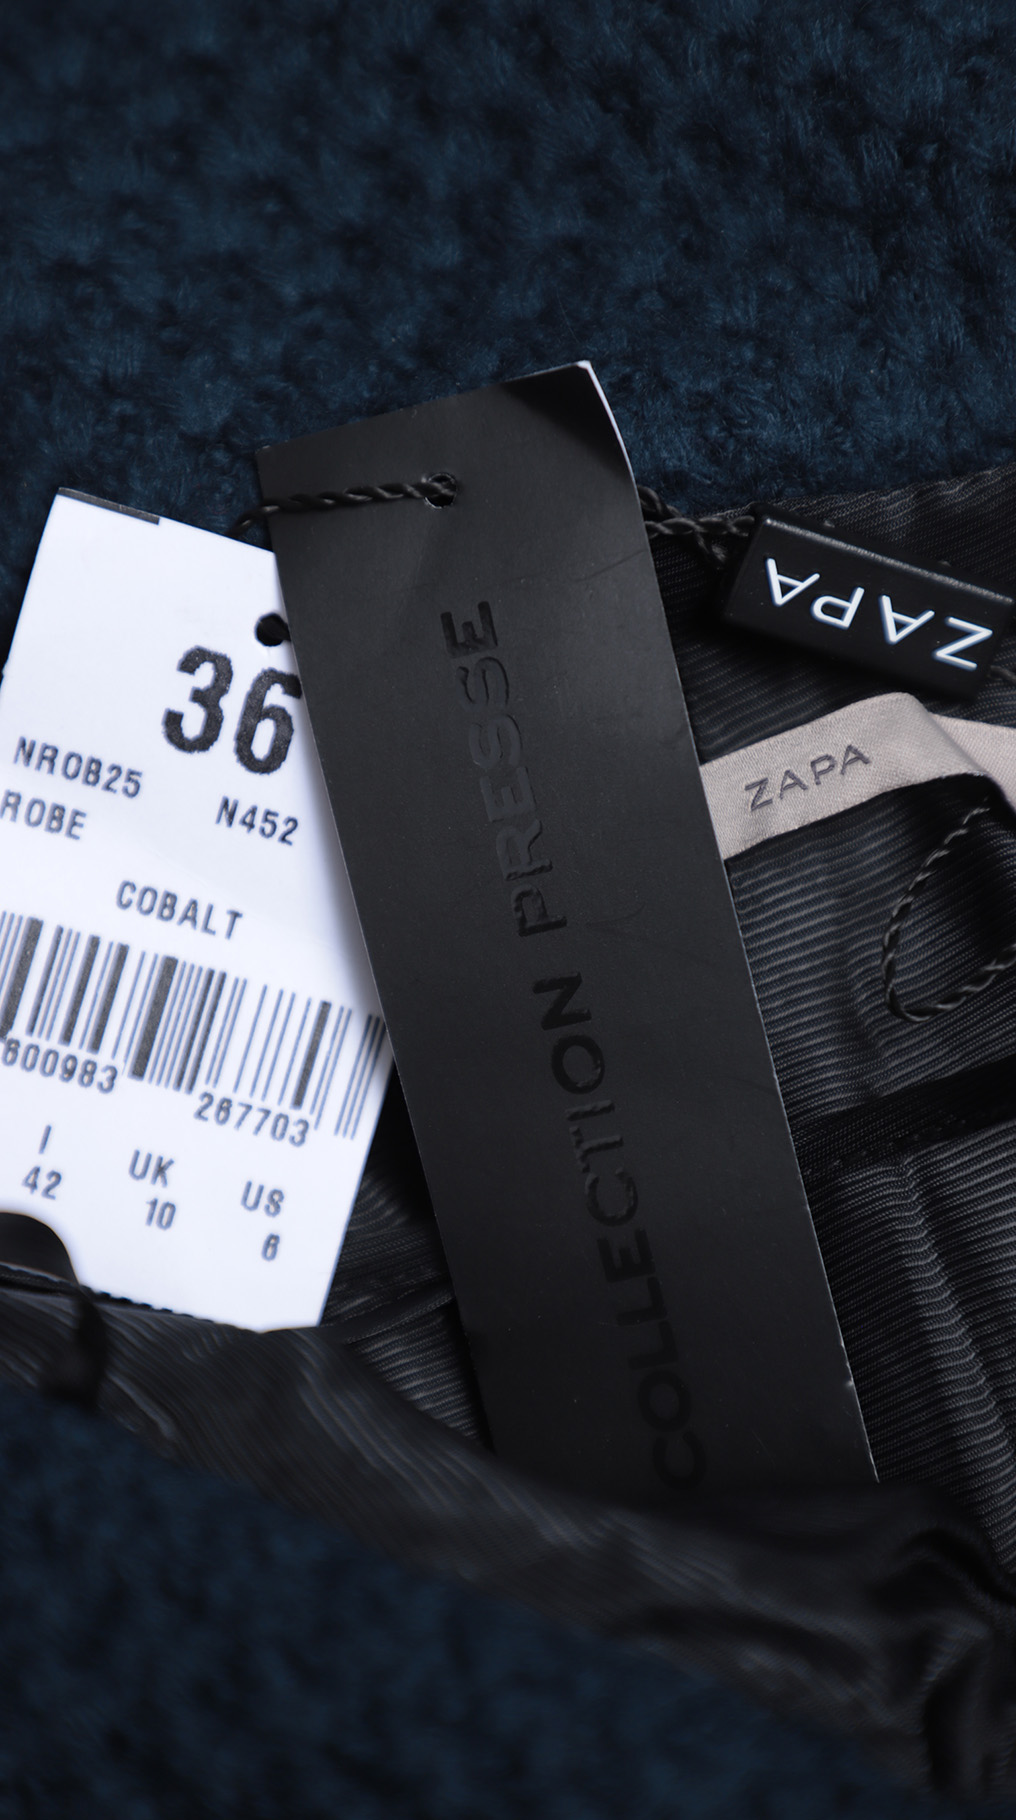 36
NROB25
N452
ROBE
COBALT
600983
267703
I
UK
US
42
10
6
COLLECTION PRESSE
ZAPA
ZAPA